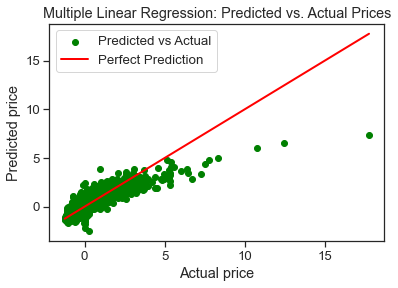 Multiple Linear Regression: Predicted vs. Actual Prices
Predicted vs Actual
Perfect Prediction
Predicted price
15
10
5
0
0
5
10
15
Actual price